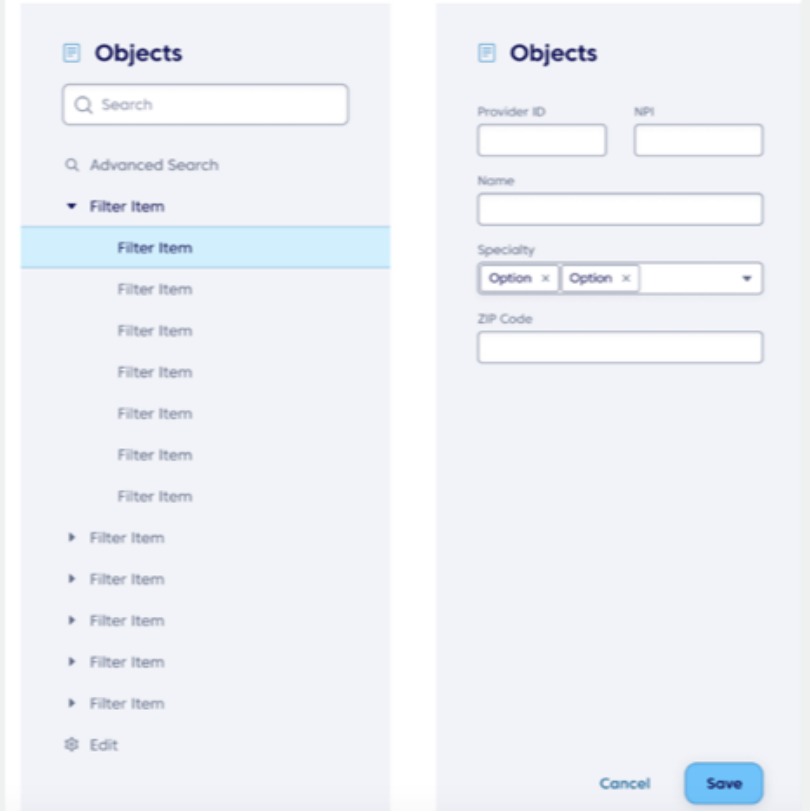 Objects
Search
Advanced Search
Filter Item
Filter Item
Filter Item
Filter Item
Filter Item
Filter Item
Filter Item
Filter Item
Filter Item
Filter Item
Filter Item
Filter Item
Filter Item
Edit
Objects
Provider ID NPI
Name
Specialty
Option × Option ×
ZIP Code
Cancel Save